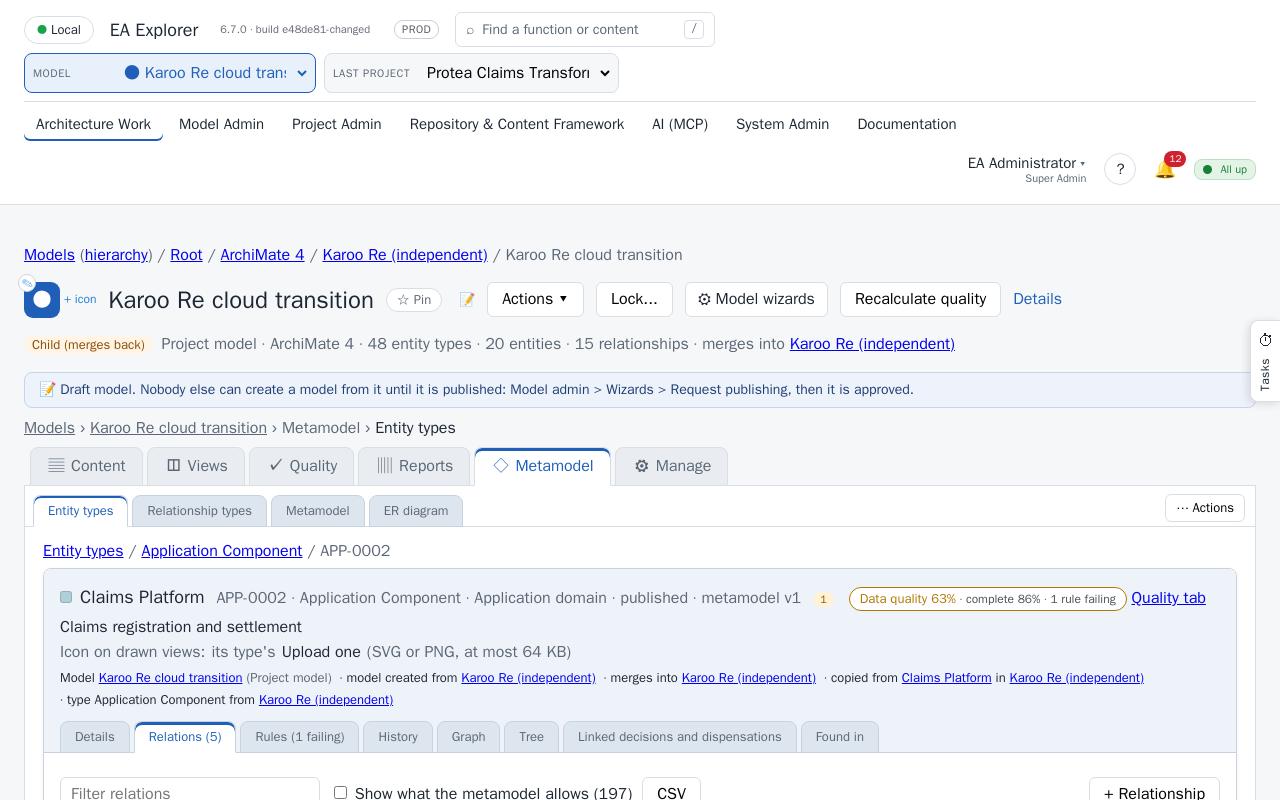 Local EA Explorer 6.7.0 · build e48de81-changed PROD Find a function or content /
MODEL Karoo Re cloud trans LAST PROJECT Protea Claims Transfor
Architecture Work Model Admin Project Admin Repository & Content Framework AI (MCP) System Admin Documentation
EA Administrator ▾ ? 12 All up
Super Admin
Models (hierarchy) / Root / ArchiMate 4 / Karoo Re (independent) / Karoo Re cloud transition
+ icon Karoo Re cloud transition ☆ Pin Actions ▾ Lock... ⚙ Model wizards Recalculate quality Details
Child (merges back) Project model · ArchiMate 4 · 48 entity types · 20 entities · 15 relationships · merges into Karoo Re (independent)
Tasks
Draft model. Nobody else can create a model from it until it is published: Model admin > Wizards > Request publishing, then it is approved.
Models › Karoo Re cloud transition › Metamodel › Entity types
Content Views ✓ Quality Reports Metamodel ⚙ Manage
Entity types Relationship types Metamodel ER diagram ··· Actions
Entity types / Application Component / APP-0002
Claims Platform APP-0002 · Application Component · Application domain · published · metamodel v1 1 Data quality 63% · complete 86% · 1 rule failing Quality tab
Claims registration and settlement
Icon on drawn views: its type's Upload one (SVG or PNG, at most 64 KB)
Model Karoo Re cloud transition (Project model) · model created from Karoo Re (independent) · merges into Karoo Re (independent) · copied from Claims Platform in Karoo Re (independent)
· type Application Component from Karoo Re (independent)
Details Relations (5) Rules (1 failing) History Graph Tree Linked decisions and dispensations Found in
Filter relations Show what the metamodel allows (197) CSV + Relationship